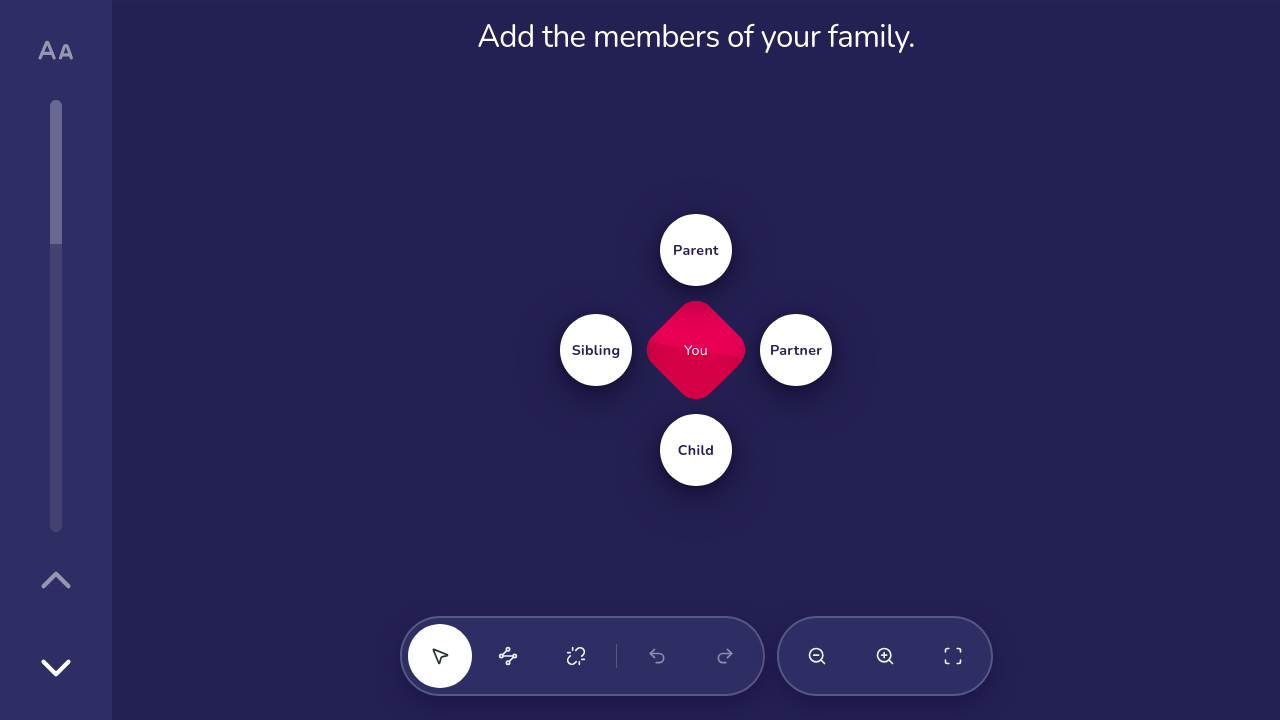 AA
Add the members of your family.
Parent
Sibling
You
Partner
Child